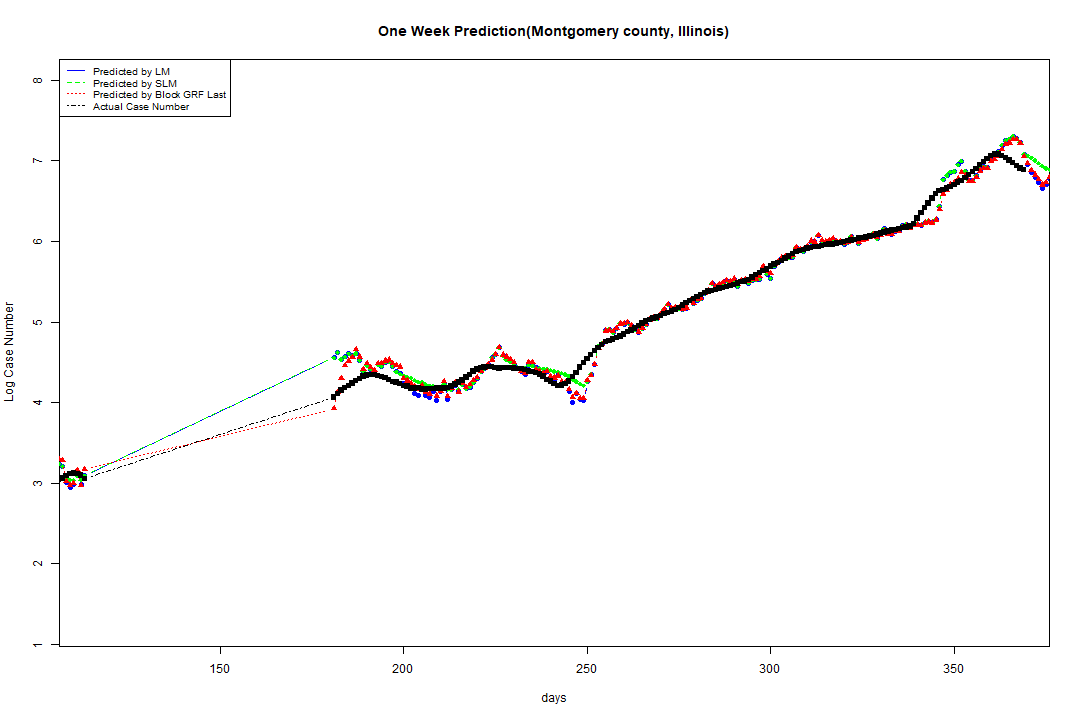 One Week Prediction(Montgomery county, Illinois)
Predicted by LM
Predicted by SLM
Predicted by Block GRF Last
Actual Case Number
8
7
6
5
4
3
2
1
Log Case Number
150 200 250 300 350
days